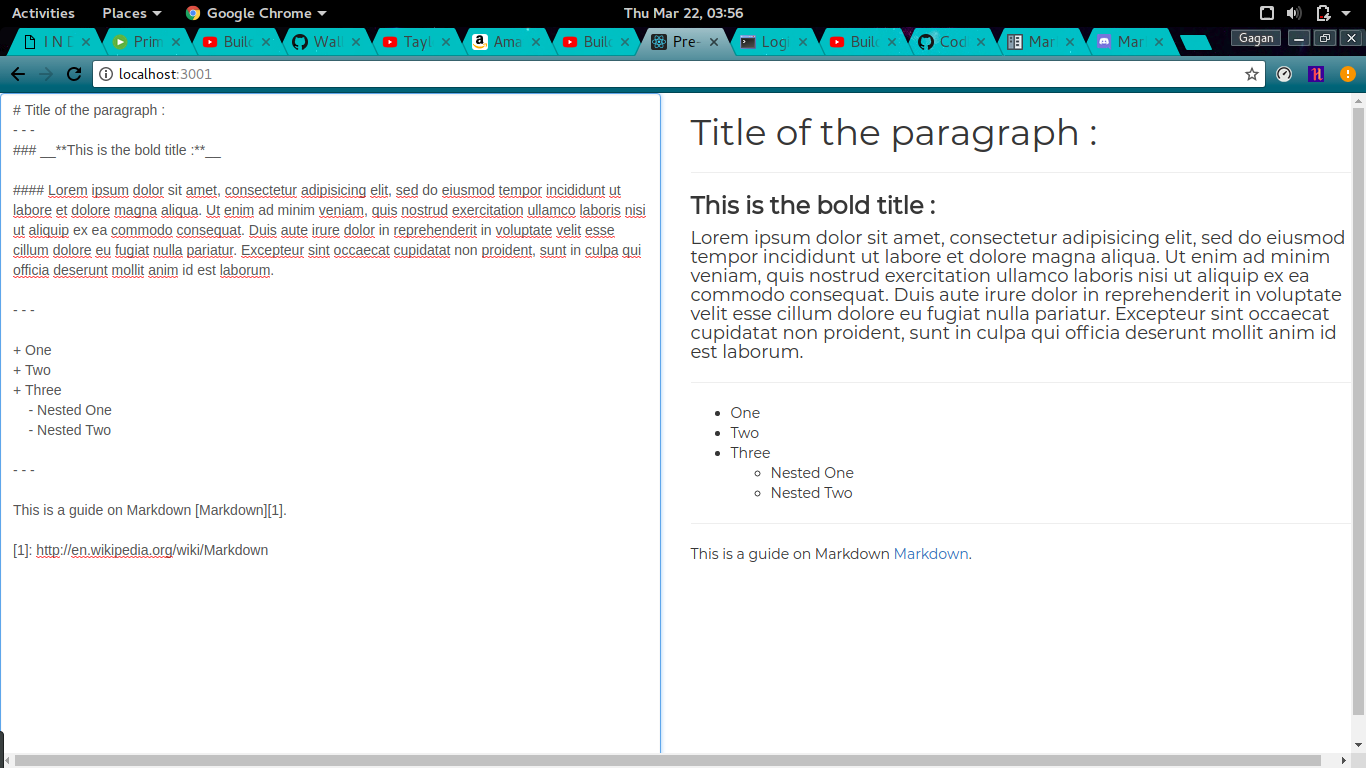 Activities Places Google Chrome Thu Mar 22, 03:56
I N D Prim Build Wall Tayl Ama Build Pre- Logi Build Cod Mar Mar Gagan
localhost:3001
# Title of the paragraph :
- - -
### __**This is the bold title :**__
#### Lorem ipsum dolor sit amet, consectetur adipisicing elit, sed do eiusmod tempor incididunt ut
labore et dolore magna aliqua. Ut enim ad minim veniam, quis nostrud exercitation ullamco laboris nisi
ut aliquip ex ea commodo consequat. Duis aute irure dolor in reprehenderit in voluptate velit esse
cillum dolore eu fugiat nulla pariatur. Excepteur sint occaecat cupidatat non proident, sunt in culpa qui
officia deserunt mollit anim id est laborum.
- - -
+ One
+ Two
+ Three
- Nested One
- Nested Two
- - -
This is a guide on Markdown [Markdown][1].
[1]: http://en.wikipedia.org/wiki/Markdown
Title of the paragraph :
This is the bold title :
Lorem ipsum dolor sit amet, consectetur adipisicing elit, sed do eiusmod
tempor incididunt ut labore et dolore magna aliqua. Ut enim ad minim
veniam, quis nostrud exercitation ullamco laboris nisi ut aliquip ex ea
commodo consequat. Duis aute irure dolor in reprehenderit in voluptate
velit esse cillum dolore eu fugiat nulla pariatur. Excepteur sint occaecat
cupidatat non proident, sunt in culpa qui officia deserunt mollit anim id
est laborum.
One
Two
Three
Nested One
Nested Two
This is a guide on Markdown Markdown.